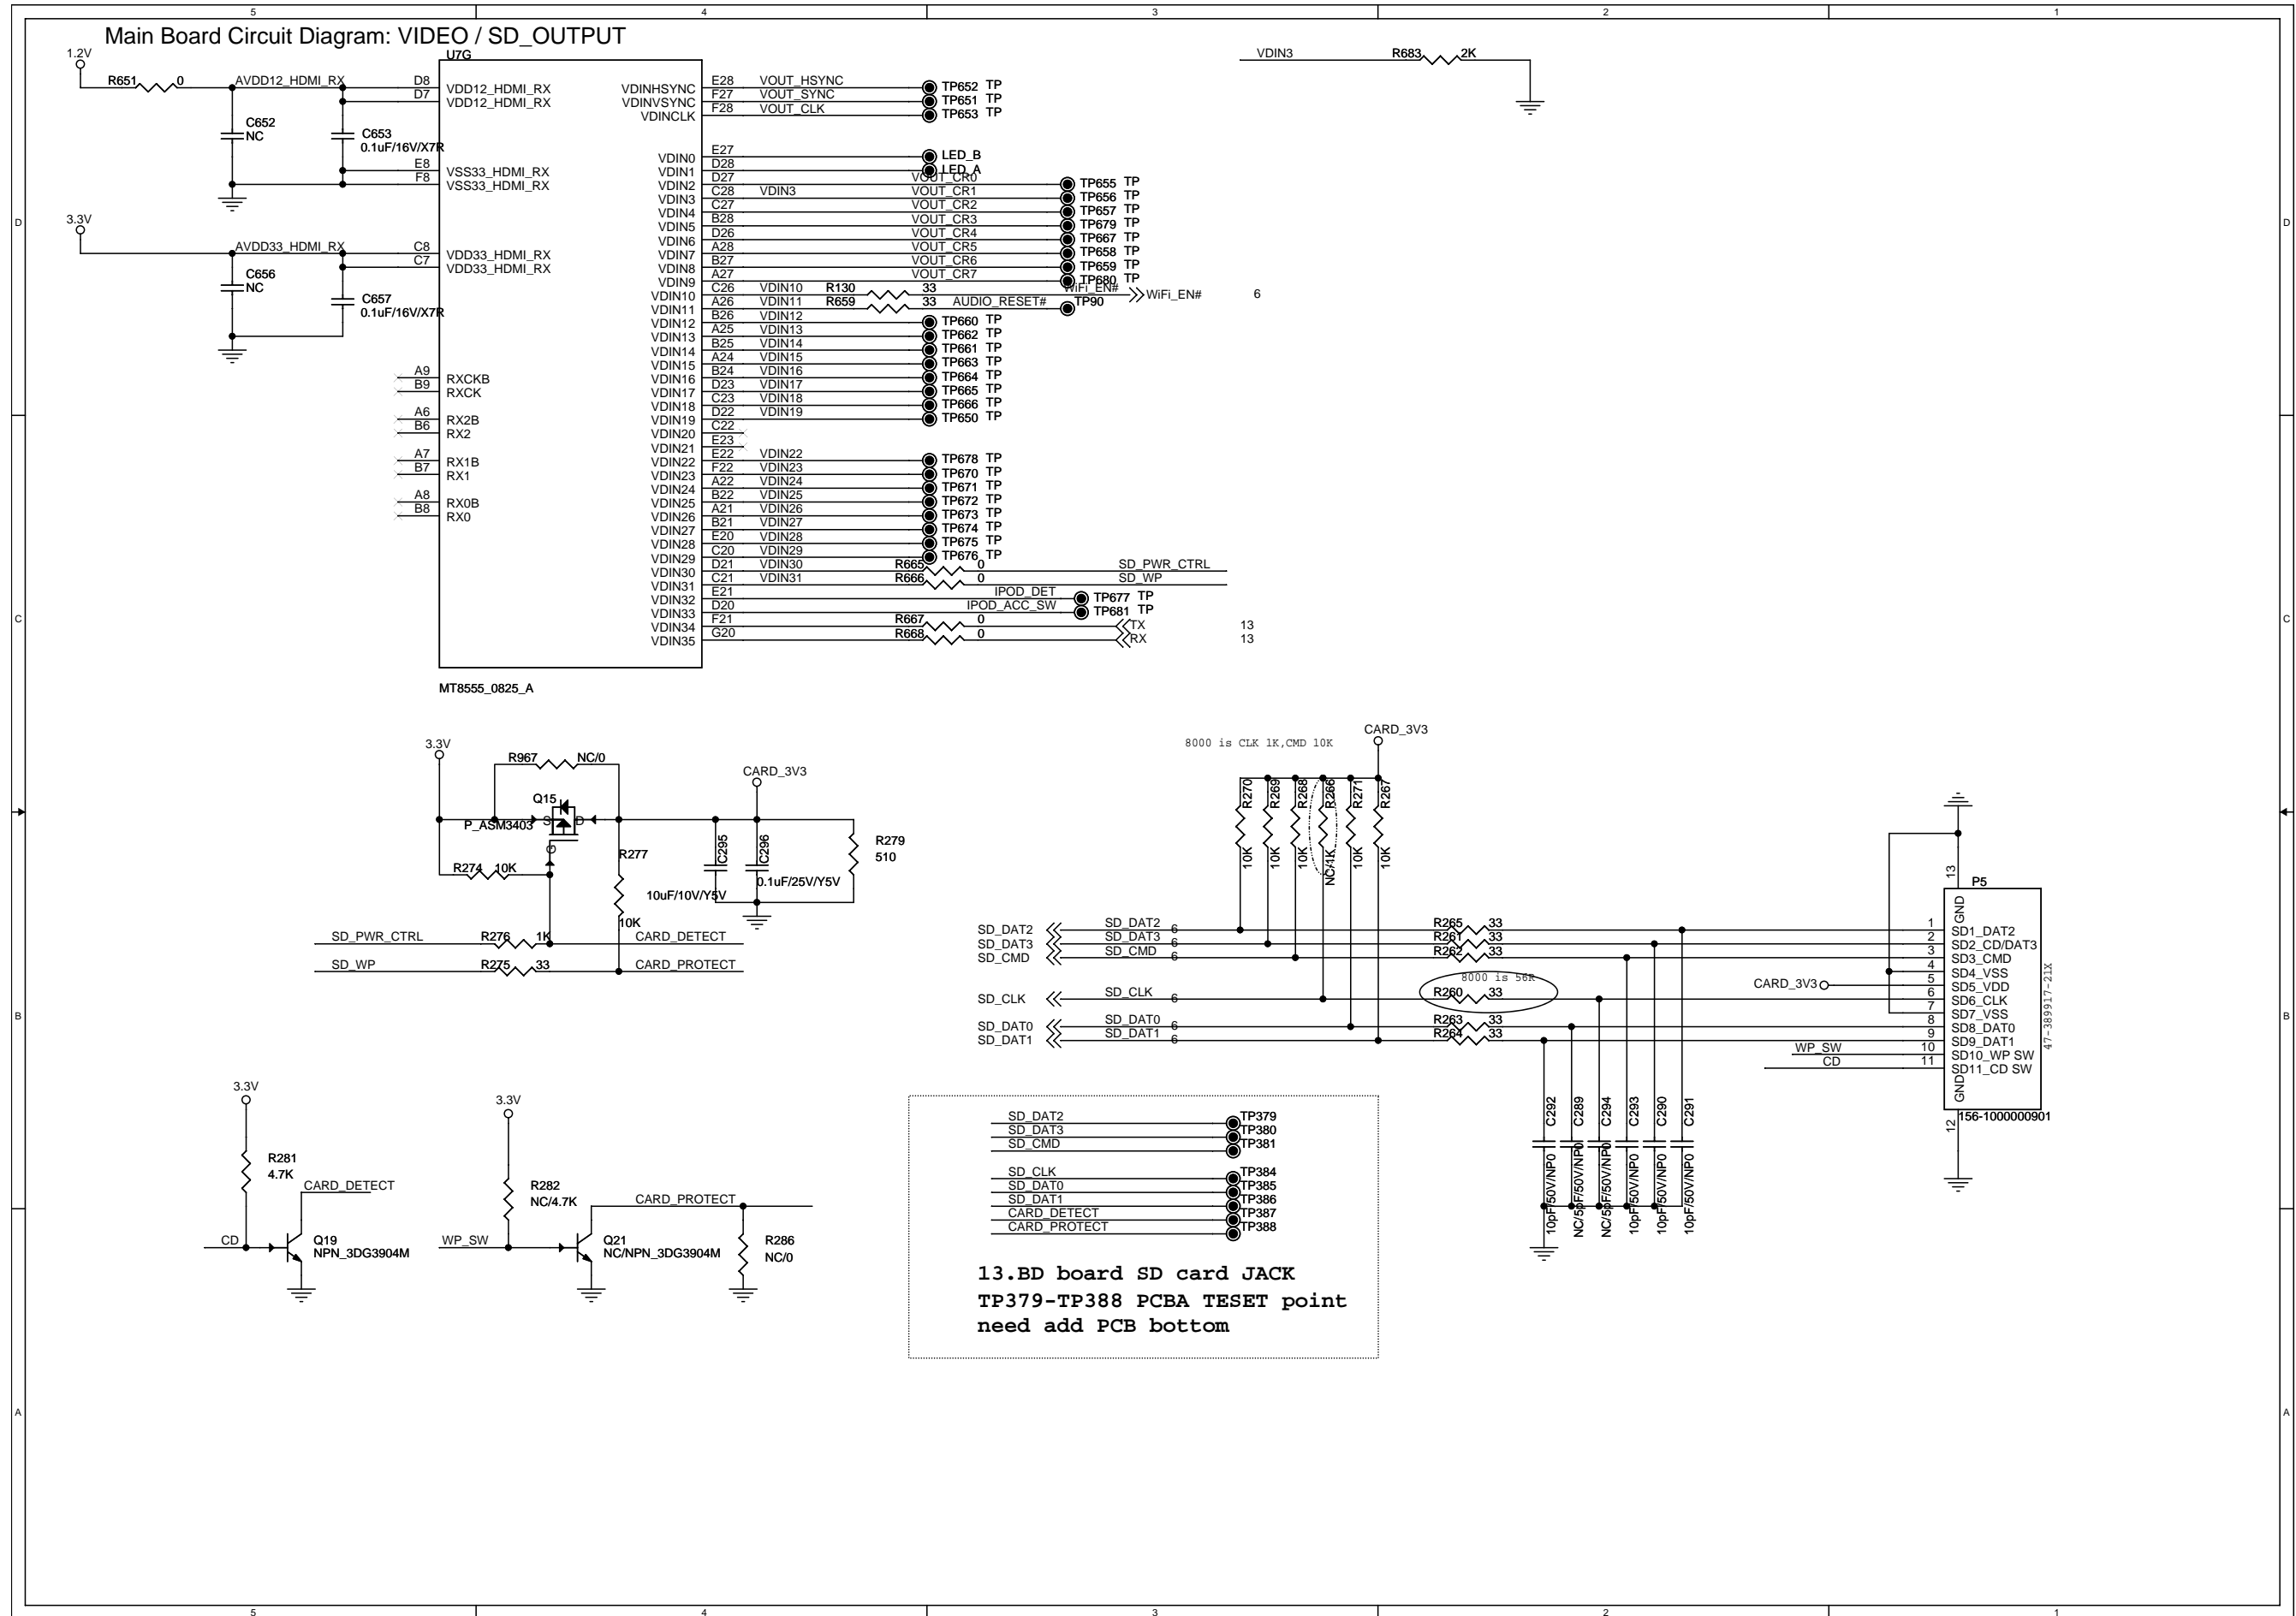 5 4 3 2 1
Main Board Circuit Diagram: VIDEO / SD_OUTPUT
1.2V
R651 0 AVDD12_HDMI_RX
C652
NC
C653
0.1uF/16V/X7R
3.3V
AVDD33_HDMI_RX
C656
NC
C657
0.1uF/16V/X7R
U7G
D8 VDD12_HDMI_RX
D7 VDD12_HDMI_RX
E8 VSS33_HDMI_RX
F8 VSS33_HDMI_RX
C8 VDD33_HDMI_RX
C7 VDD33_HDMI_RX
A9 RXCKB
B9 RXCK
A6 RX2B
B6 RX2
A7 RX1B
B7 RX1
A8 RX0B
B8 RX0
VDINHSYNC E28 VOUT_HSYNC TP652 TP
VDINVSYNC F27 VOUT_SYNC TP651 TP
VDINCLK F28 VOUT_CLK TP653 TP
VDIN0 E27 LED_B
VDIN1 D28 LED_A
VDIN2 D27 VOUT_CR0 TP655 TP
VDIN3 C28 VDIN3 VOUT_CR1 TP656 TP
VDIN4 C27 VOUT_CR2 TP657 TP
VDIN5 B28 VOUT_CR3 TP679 TP
VDIN6 D26 VOUT_CR4 TP667 TP
VDIN7 A28 VOUT_CR5 TP658 TP
VDIN8 B27 VOUT_CR6 TP659 TP
VDIN9 A27 VOUT_CR7 TP680 TP
VDIN10 C26 VDIN10 R130 33 WiFi_EN# WiFi_EN# 6
VDIN11 A26 VDIN11 R659 33 AUDIO_RESET# TP90
VDIN12 B26 VDIN12 TP660 TP
VDIN13 A25 VDIN13 TP662 TP
VDIN14 B25 VDIN14 TP661 TP
VDIN15 A24 VDIN15 TP663 TP
VDIN16 B24 VDIN16 TP664 TP
VDIN17 D23 VDIN17 TP665 TP
VDIN18 C23 VDIN18 TP666 TP
VDIN19 D22 VDIN19 TP650 TP
VDIN20 C22
VDIN21 E23
VDIN22 E22 VDIN22 TP678 TP
VDIN23 F22 VDIN23 TP670 TP
VDIN24 A22 VDIN24 TP671 TP
VDIN25 B22 VDIN25 TP672 TP
VDIN26 A21 VDIN26 TP673 TP
VDIN27 B21 VDIN27 TP674 TP
VDIN28 E20 VDIN28 TP675 TP
VDIN29 C20 VDIN29 TP676 TP
VDIN30 D21 VDIN30 R665 0 SD_PWR_CTRL
VDIN31 C21 VDIN31 R666 0 SD_WP
VDIN32 E21 IPOD_DET TP677 TP
VDIN33 D20 IPOD_ACC_SW TP681 TP
VDIN34 F21 R667 0 TX 13
VDIN35 G20 R668 0 RX 13
MT8555_0825_A
VDIN3 R683 2K
D D
C C
B B
A A
3.3V
R967 NC/0
Q15
P_ASM3403 S D
G
R274 10K
R277
10K
CARD_3V3
C295
10uF/10V/Y5V
C296
0.1uF/25V/Y5V
R279
510
SD_PWR_CTRL R276 1K CARD_DETECT
SD_WP R275 33 CARD_PROTECT
CARD_3V3
8000 is CLK 1K,CMD 10K
R270 R269 R268 R266 R271 R267
10K 10K 10K NC/1K 10K 10K
SD_DAT2 SD_DAT2 6 R265 33
SD_DAT3 SD_DAT3 6 R261 33
SD_CMD SD_CMD 6 R262 33
8000 is 56R
SD_CLK SD_CLK 6 R260 33
SD_DAT0 SD_DAT0 6 R263 33
SD_DAT1 SD_DAT1 6 R264 33
P5
13 GND
1 SD1_DAT2
2 SD2_CD/DAT3
3 SD3_CMD
4 SD4_VSS
CARD_3V3 5 SD5_VDD
6 SD6_CLK
7 SD7_VSS
8 SD8_DAT0
9 SD9_DAT1
WP_SW 10 SD10_WP SW
CD 11 SD11_CD SW
12 GND
47-389917-21X
156-1000000901
C292 C289 C294 C293 C290 C291
10pF/50V/NP0 NC/5pF/50V/NP0 NC/5pF/50V/NP0 10pF/50V/NP0 10pF/50V/NP0 10pF/50V/NP0
3.3V
R281
4.7K
CARD_DETECT
CD
Q19
NPN_3DG3904M
3.3V
R282
NC/4.7K
CARD_PROTECT
WP_SW
Q21
NC/NPN_3DG3904M
R286
NC/0
SD_DAT2 TP379
SD_DAT3 TP380
SD_CMD TP381
SD_CLK TP384
SD_DAT0 TP385
SD_DAT1 TP386
CARD_DETECT TP387
CARD_PROTECT TP388
13.BD board SD card JACK
TP379-TP388 PCBA TESET point
need add PCB bottom
5 4 3 2 1